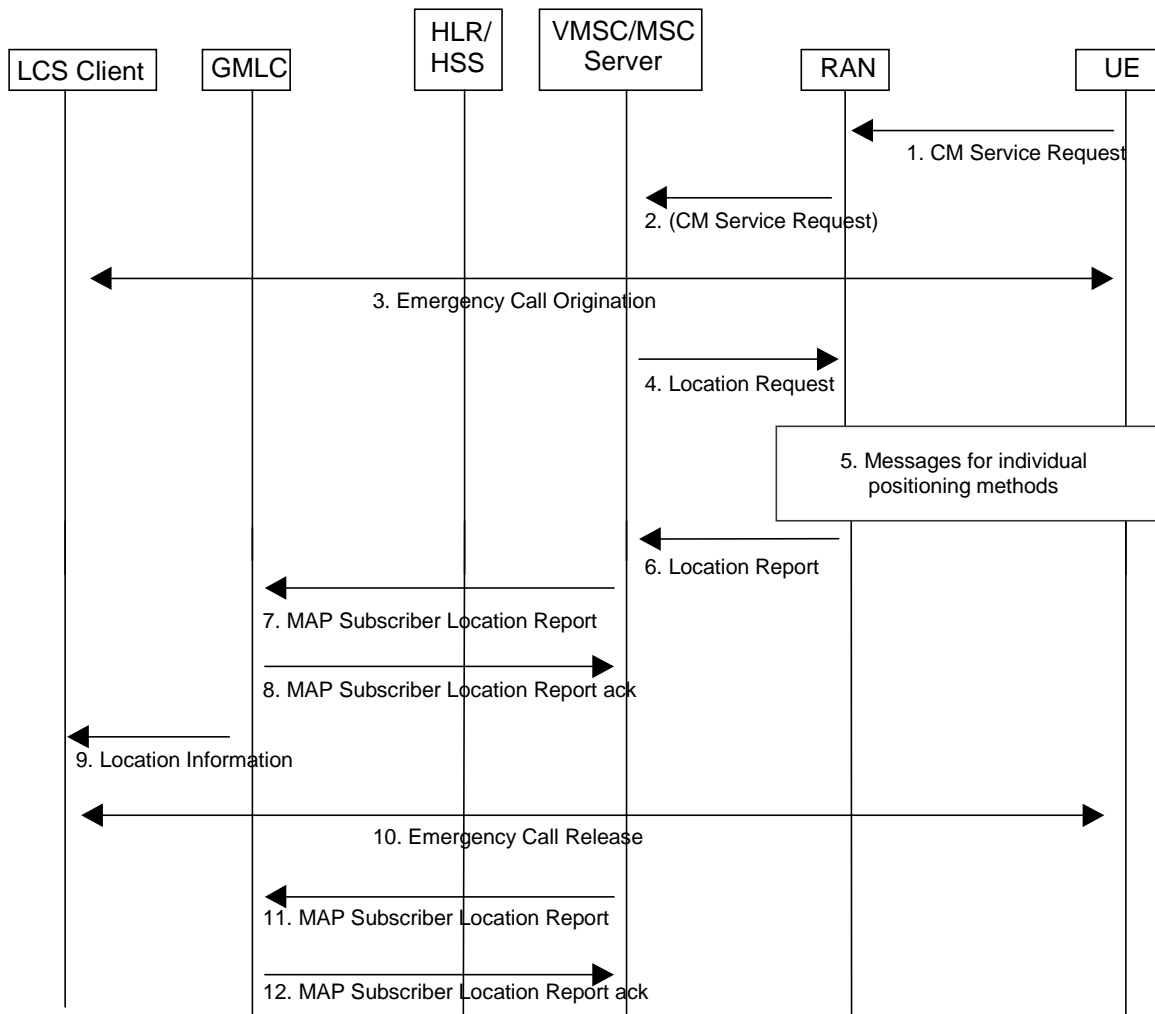 LCS Client
GMLC
HLR/
HSS
VMSC/MSC
Server
RAN
UE
1. CM Service Request
2. (CM Service Request)
3. Emergency Call Origination
4. Location Request
5. Messages for individual
positioning methods
6. Location Report
7. MAP Subscriber Location Report
8. MAP Subscriber Location Report ack
9. Location Information
10. Emergency Call Release
11. MAP Subscriber Location Report
12. MAP Subscriber Location Report ack